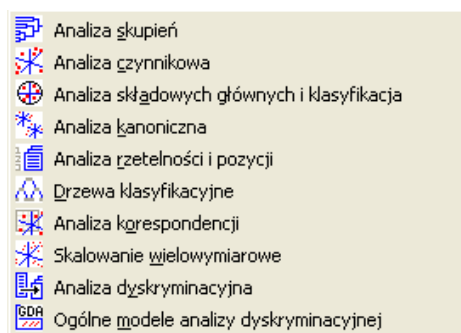 Analiza skupień
Analiza czynnikowa
Analiza składowych głównych i klasyfikacja
Analiza kanoniczna
Analiza rzetelności i pozycji
Drzewa klasyfikacyjne
Analiza korespondencji
Skalowanie wielowymiarowe
Analiza dyskryminacyjna
GDA Ogólne modele analizy dyskryminacyjnej